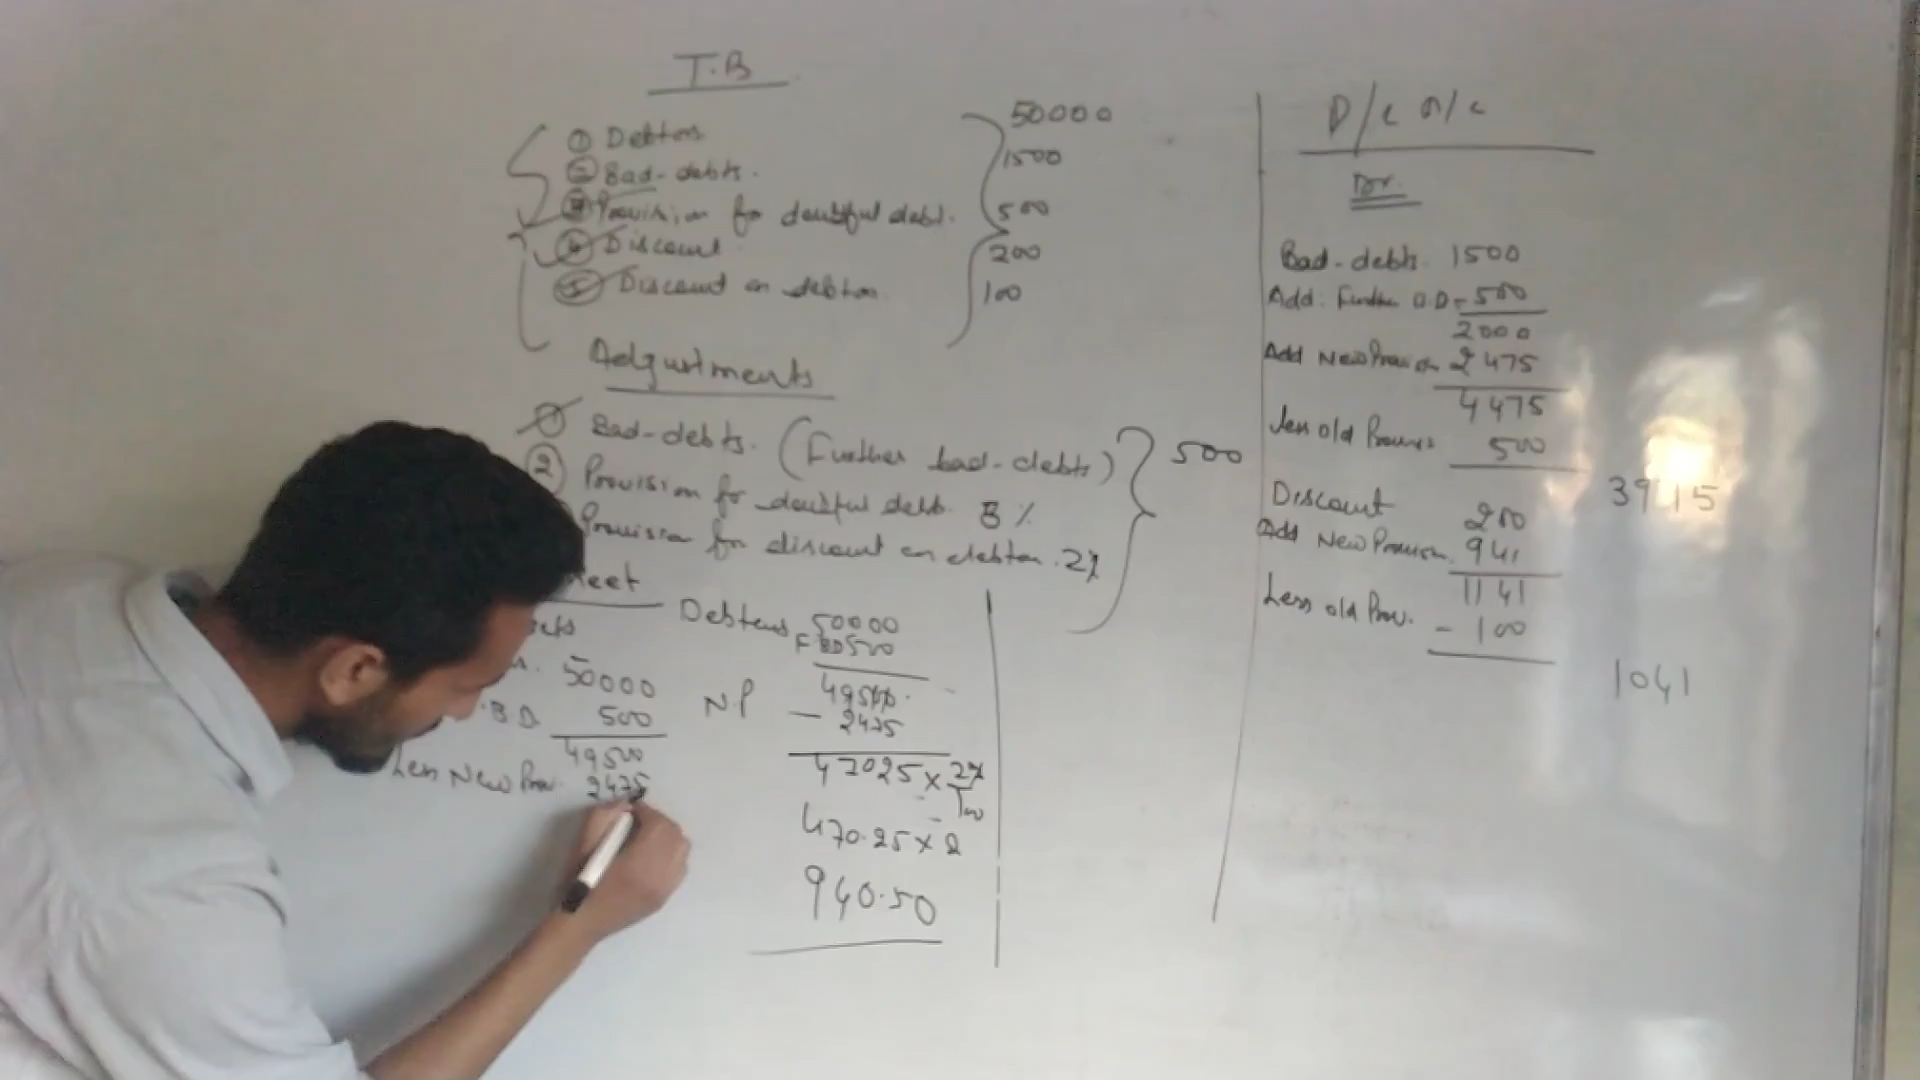 T.B
① Debtors 50000
② Bad-debts. 1500
③ Provision for doubtful debt. 500
④ Discount 200
⑤ Discount on debtors 100
Adjustments
① Bad-debts. (Further bad-debts) 500
② Provision for doubtful debt. 5%
Provision for discount on debtors. 2%
50000
B.D. 500
49500
Less New Prov. 2475
Debtors 50000
F.BD 500
49500
N.P - 2475
47025 × 2%
100
470.25 × 2
940.50
P/L A/c
Dr.
Bad-debts. 1500
Add: Further B.D - 500
2000
Add New Provision 2475
4475
Less old Provision 500
3975
Discount 200
Add New Provision. 941
1141
Less old Prov. - 100
1041